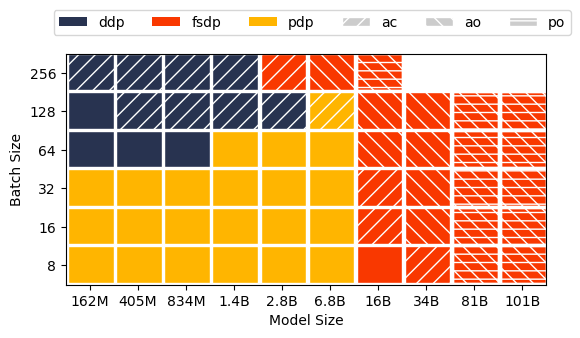 ddp fsdp pdp ac ao po
256
128
64
32
16
8
Batch Size
162M 405M 834M 1.4B 2.8B 6.8B 16B 34B 81B 101B
Model Size